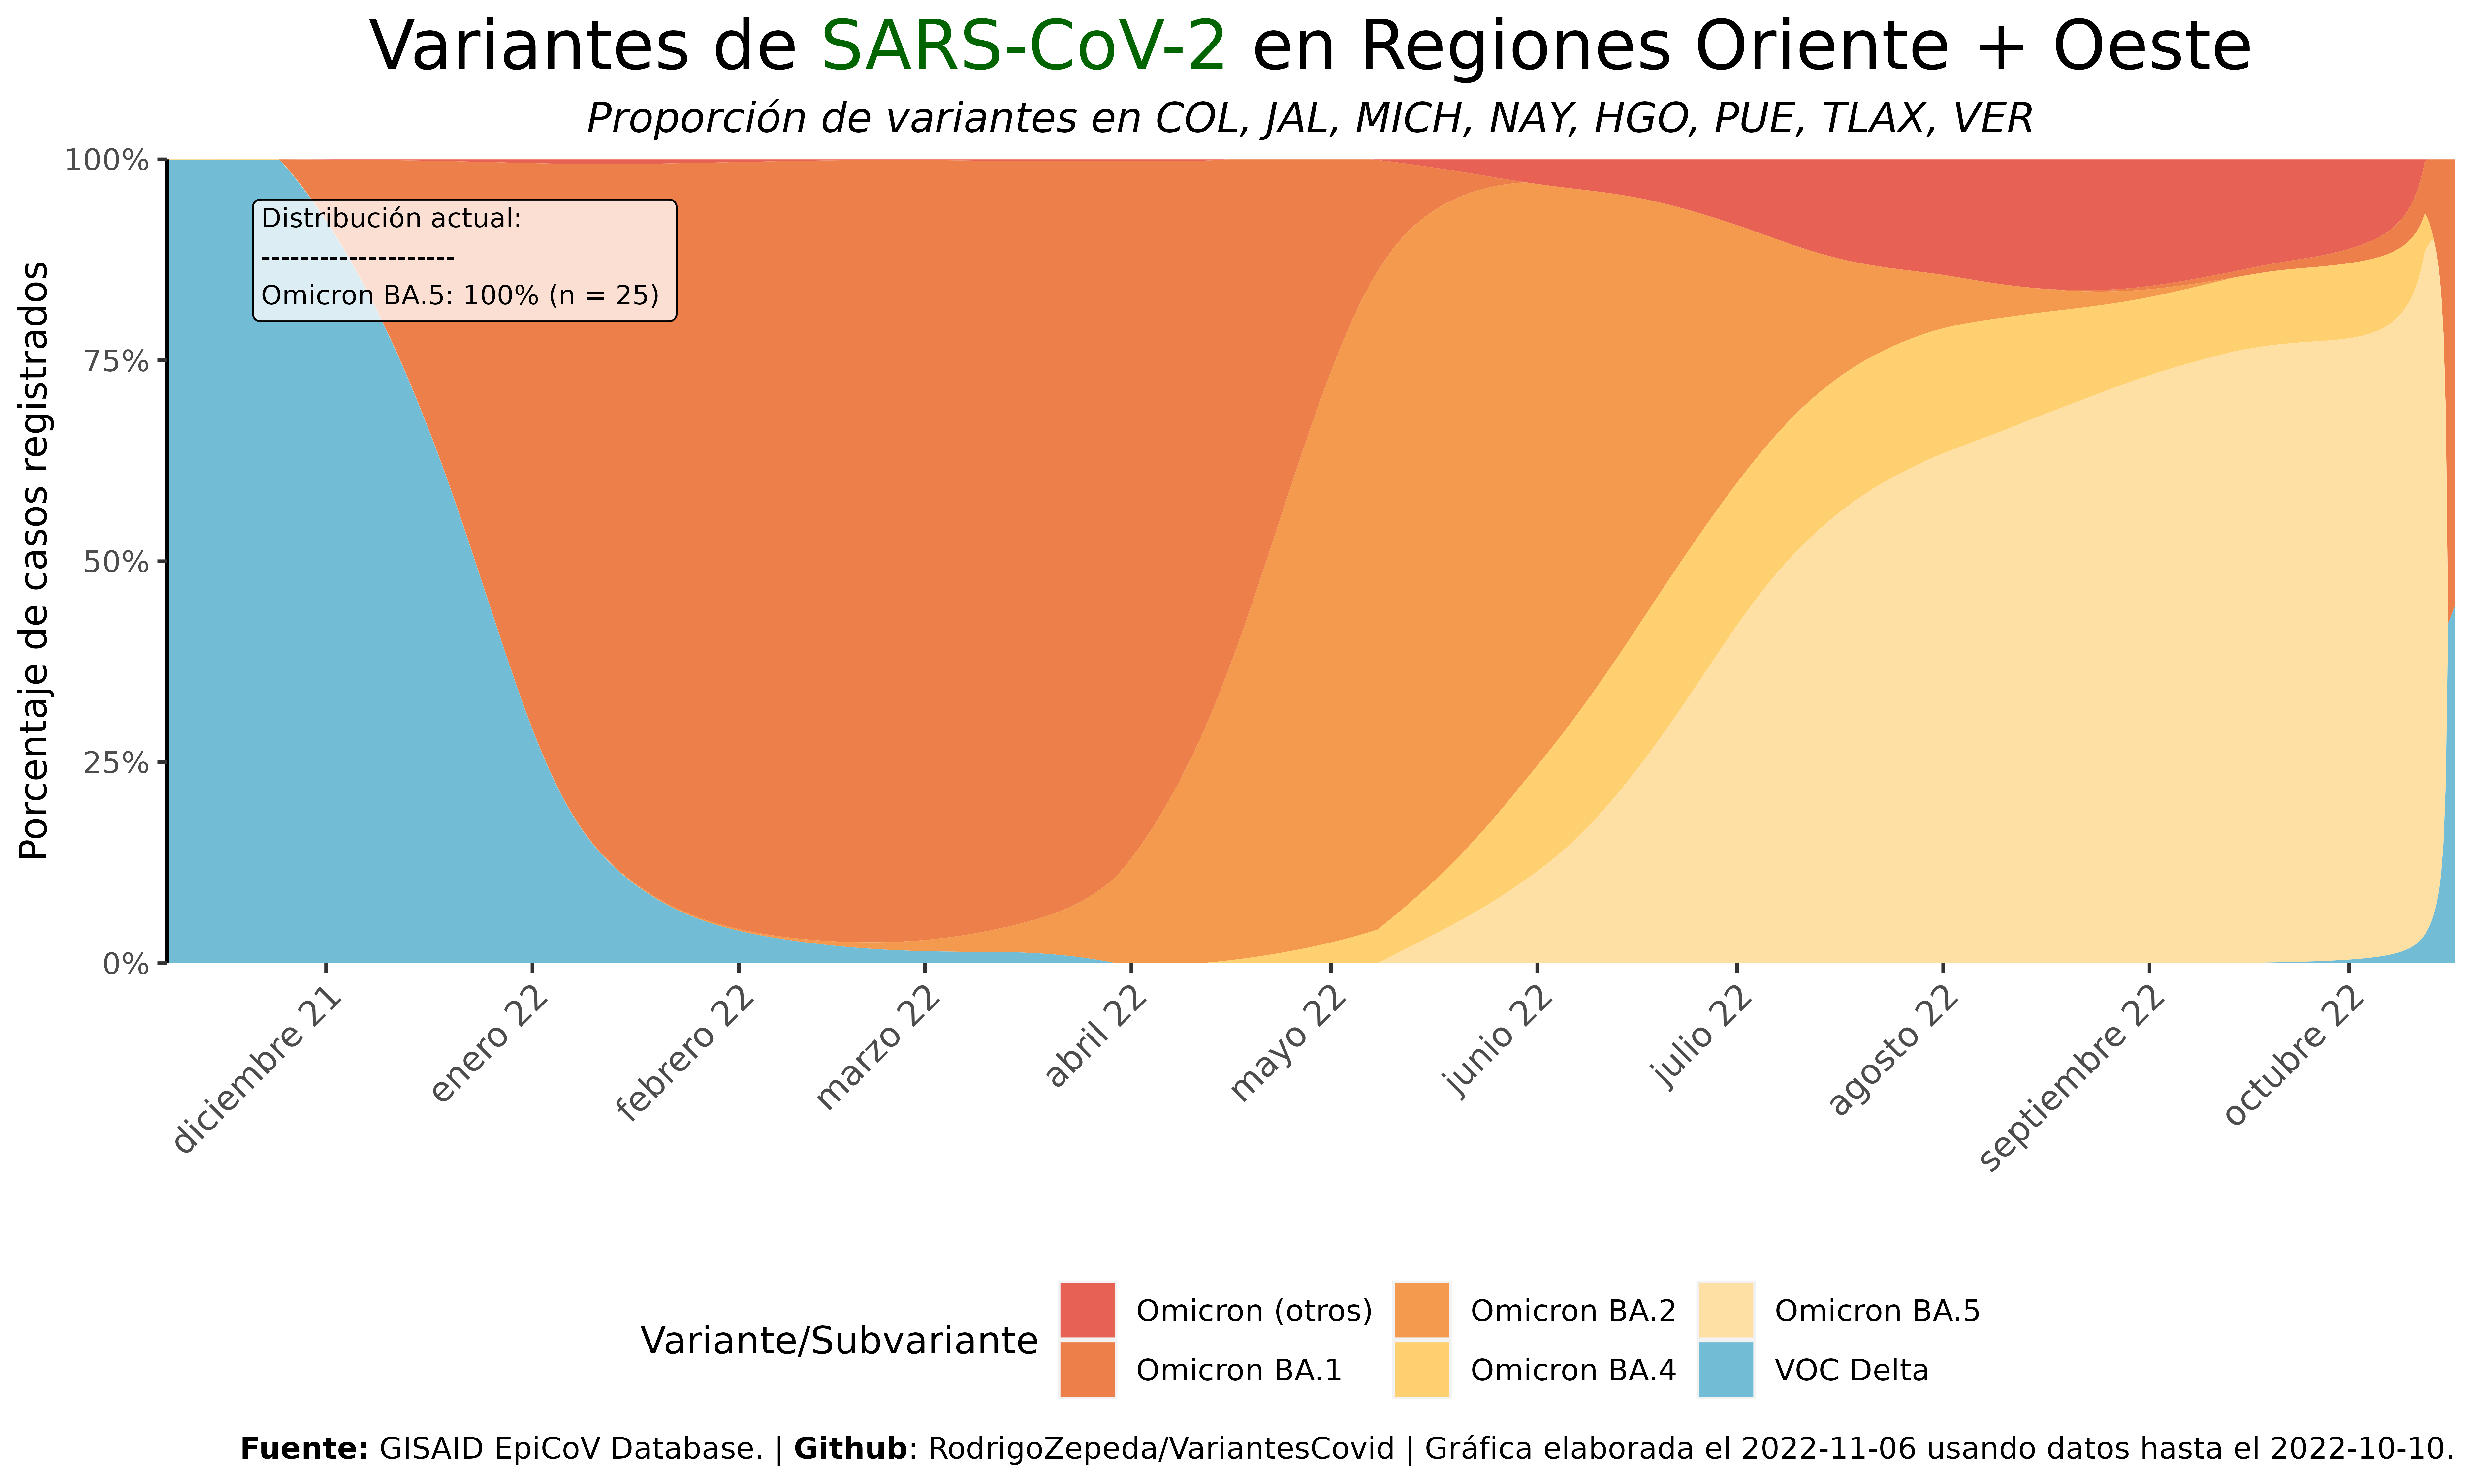 Variantes de SARS-CoV-2 en Regiones Oriente + Oeste
Proporción de variantes en COL, JAL, MICH, NAY, HGO, PUE, TLAX, VER
Porcentaje de casos registrados
100%
75%
50%
25%
0%
Distribución actual:
--------------------
Omicron BA.5: 100% (n = 25)
diciembre 21
enero 22
febrero 22
marzo 22
abril 22
mayo 22
junio 22
julio 22
agosto 22
septiembre 22
octubre 22
Variante/Subvariante
Omicron (otros)
Omicron BA.1
Omicron BA.2
Omicron BA.4
Omicron BA.5
VOC Delta
Fuente: GISAID EpiCoV Database. | Github: RodrigoZepeda/VariantesCovid | Gráfica elaborada el 2022-11-06 usando datos hasta el 2022-10-10.